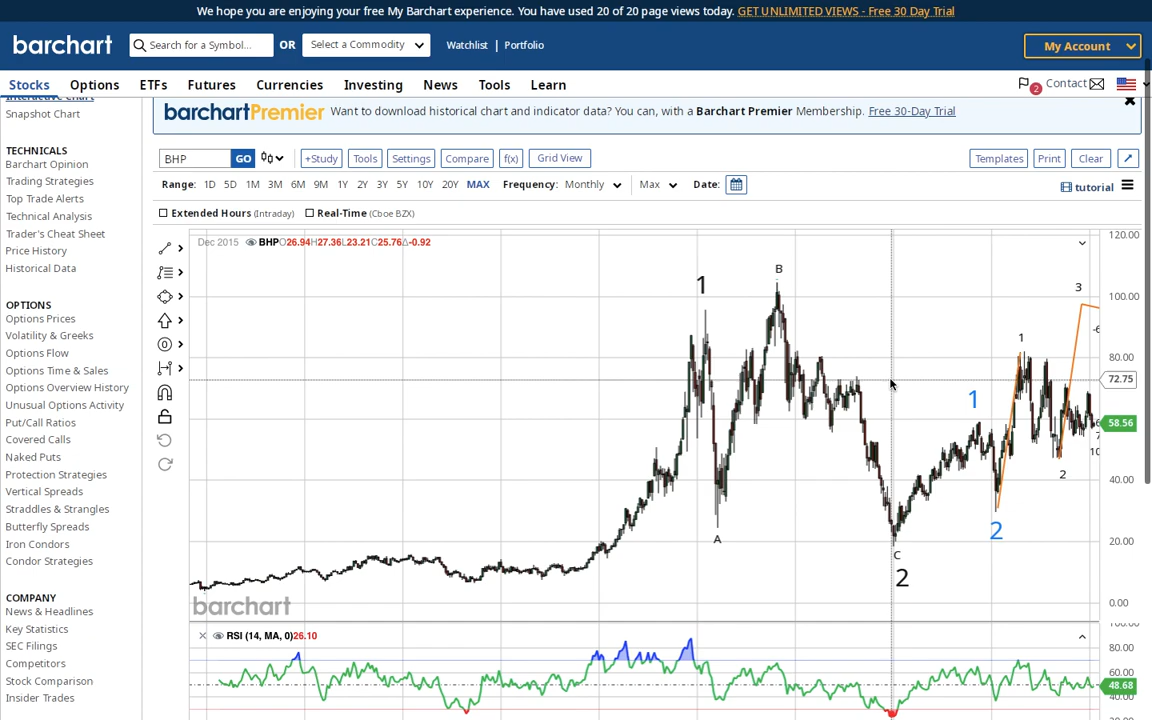 We hope you are enjoying your free My Barchart experience. You have used 20 of 20 page views today. GET UNLIMITED VIEWS - Free 30 Day Trial
barchart Search for a Symbol... OR Select a Commodity Watchlist | Portfolio My Account
Stocks Options ETFs Futures Currencies Investing News Tools Learn 2 Contact
Interactive Chart
Snapshot Chart
TECHNICALS
Barchart Opinion
Trading Strategies
Top Trade Alerts
Technical Analysis
Trader's Cheat Sheet
Price History
Historical Data
OPTIONS
Options Prices
Volatility & Greeks
Options Flow
Options Time & Sales
Options Overview
Options Overview History
Unusual Options Activity
Put/Call Ratios
Covered Calls
Naked Puts
Protection Strategies
Vertical Spreads
Straddles & Strangles
Butterfly Spreads
Iron Condors
Condor Strategies
COMPANY
News & Headlines
Key Statistics
SEC Filings
Competitors
Stock Comparison
Insider Trades
barchartPremier Want to download historical chart and indicator data? You can, with a Barchart Premier Membership. Free 30-Day Trial
BHP GO +Study Tools Settings Compare f(x) Grid View Templates Print Clear
Range: 1D 5D 1M 3M 6M 9M 1Y 2Y 3Y 5Y 10Y 20Y MAX Frequency: Monthly Max Date: tutorial
Extended Hours (Intraday) Real-Time (Cboe BZX)
Dec 2015 BHP O26.94 H27.36 L23.21 C25.76 Δ-0.92
120.00
100.00
80.00
72.75
58.56
40.00
20.00
0.00
1
B
A
C
2
1
2
1
2
3
barchart
RSI (14, MA, 0) 26.10
80.00
60.00
48.68